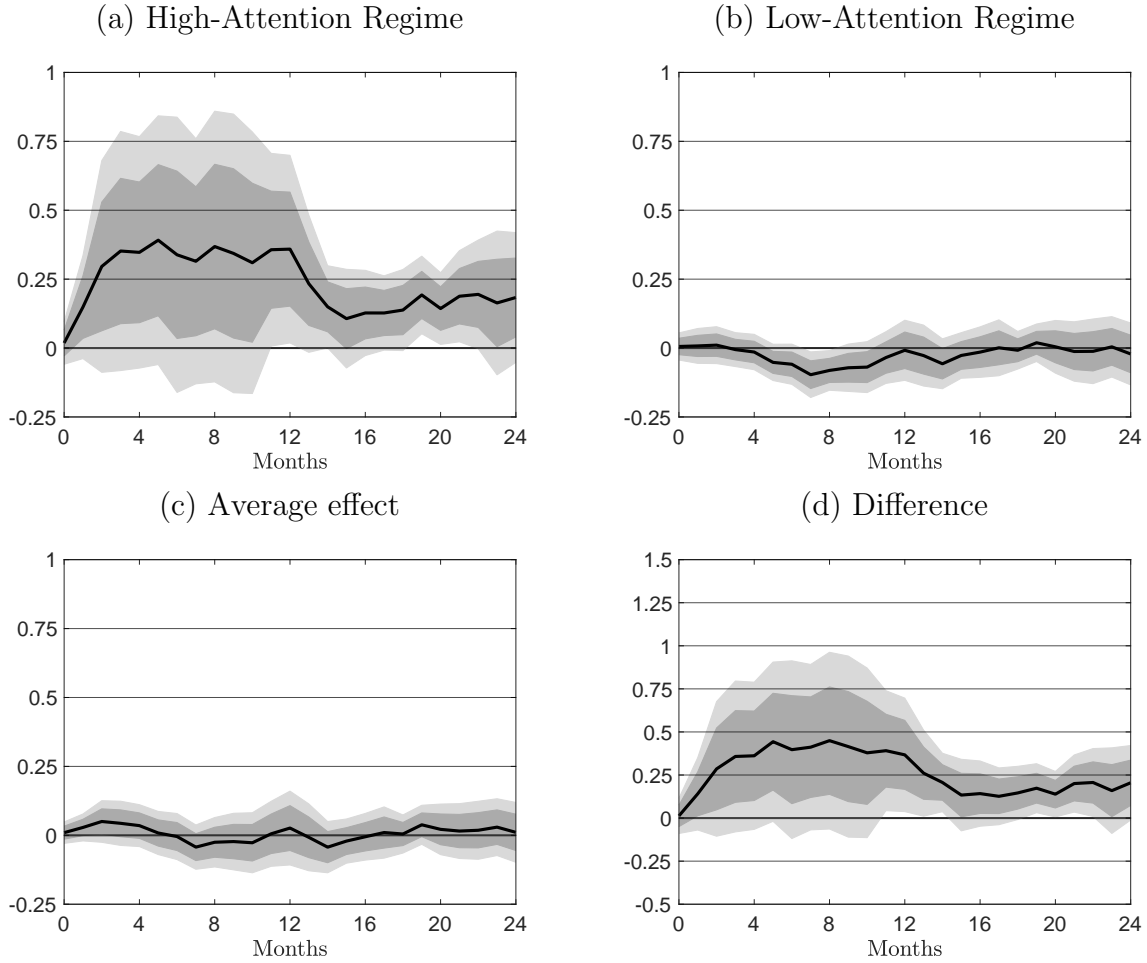 (a) High-Attention Regime
1
0.75
0.5
0.25
0
-0.25
0 4 8 12 16 20 24
Months
(b) Low-Attention Regime
1
0.75
0.5
0.25
0
-0.25
0 4 8 12 16 20 24
Months
(c) Average effect
1
0.75
0.5
0.25
0
-0.25
0 4 8 12 16 20 24
Months
(d) Difference
1.5
1.25
1
0.75
0.5
0.25
0
-0.25
-0.5
0 4 8 12 16 20 24
Months